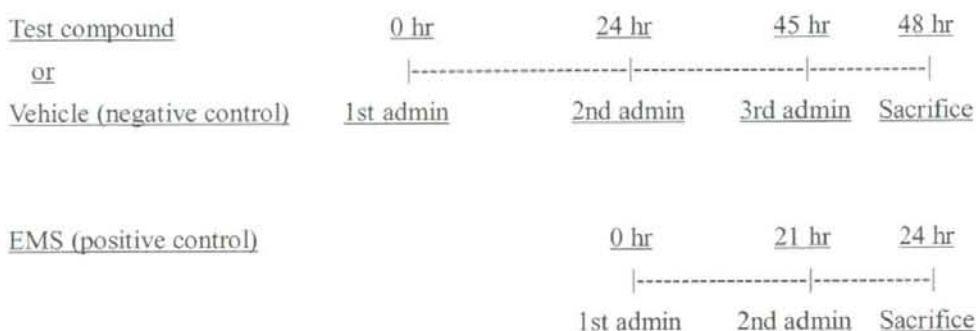 Test compound 0 hr 24 hr 45 hr 48 hr
or |-----------------------|------------------|------------|
Vehicle (negative control) 1st admin 2nd admin 3rd admin Sacrifice
EMS (positive control) 0 hr 21 hr 24 hr
|------------------|------------|
1st admin 2nd admin Sacrifice